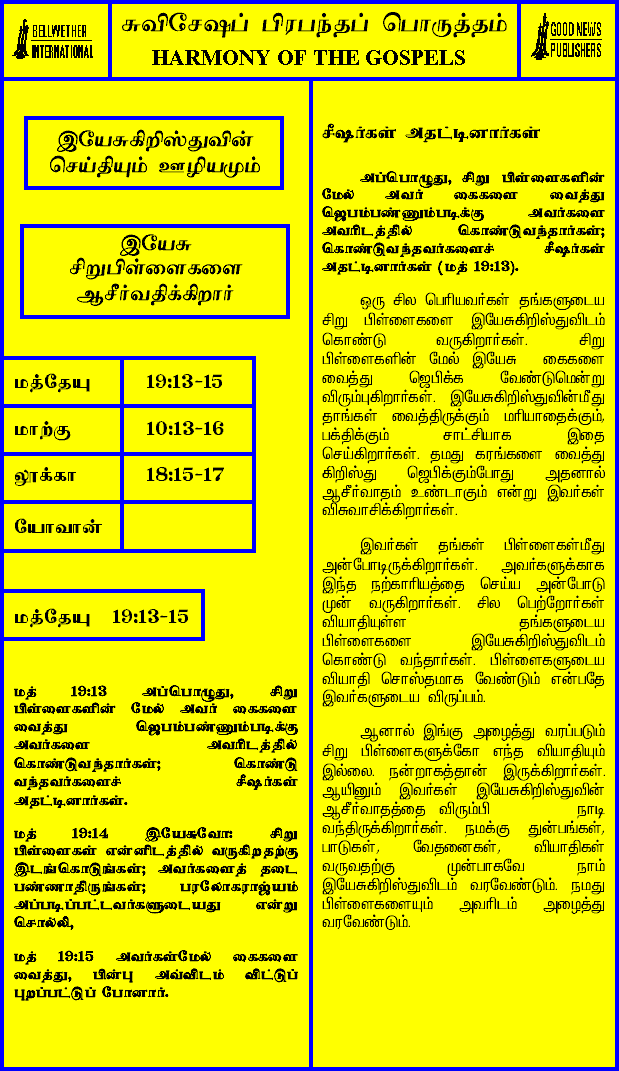 BELLWETHER
INTERNATIONAL
சுவிசேஷப் பிரபந்தப் பொருத்தம்
HARMONY OF THE GOSPELS
GOOD NEWS
PUBLISHERS
இயேசுகிறிஸ்துவின்
செய்தியும் ஊழியமும்
இயேசு
சிறுபிள்ளைகளை
ஆசீர்வதிக்கிறார்
மத்தேயு 19:13-15
மாற்கு 10:13-16
லூக்கா 18:15-17
யோவான்
மத்தேயு 19:13-15
மத் 19:13 அப்பொழுது, சிறு
பிள்ளைகளின் மேல் அவர் கைகளை
வைத்து ஜெபம்பண்ணும்படிக்கு
அவர்களை அவரிடத்தில்
கொண்டுவந்தார்கள்; கொண்டு
வந்தவர்களைச் சீஷர்கள்
அதட்டினார்கள்.
மத் 19:14 இயேசுவோ: சிறு
பிள்ளைகள் என்னிடத்தில் வருகிறதற்கு
இடங்கொடுங்கள்; அவர்களைத் தடை
பண்ணாதிருங்கள்; பரலோகராஜ்யம்
அப்படிப்பட்டவர்களுடையது என்று
சொல்லி,
மத் 19:15 அவர்கள்மேல் கைகளை
வைத்து, பின்பு அவ்விடம் விட்டுப்
புறப்பட்டுப் போனார்.
சீஷர்கள் அதட்டினார்கள்
அப்பொழுது, சிறு பிள்ளைகளின்
மேல் அவர் கைகளை வைத்து
ஜெபம்பண்ணும்படிக்கு அவர்களை
அவரிடத்தில் கொண்டுவந்தார்கள்;
கொண்டுவந்தவர்களைச் சீஷர்கள்
அதட்டினார்கள் (மத் 19:13).
ஒரு சில பெரியவர்கள் தங்களுடைய
சிறு பிள்ளைகளை இயேசுகிறிஸ்துவிடம்
கொண்டு வருகிறார்கள். சிறு
பிள்ளைகளின் மேல் இயேசு கைகளை
வைத்து ஜெபிக்க வேண்டுமென்று
விரும்புகிறார்கள். இயேசுகிறிஸ்துவின்மீது
தாங்கள் வைத்திருக்கும் மரியாதைக்கும்,
பக்திக்கும் சாட்சியாக இதை
செய்கிறார்கள். தமது கரங்களை வைத்து
கிறிஸ்து ஜெபிக்கும்போது அதனால்
ஆசீர்வாதம் உண்டாகும் என்று இவர்கள்
விசுவாசிக்கிறார்கள்.
இவர்கள் தங்கள் பிள்ளைகள்மீது
அன்போடிருக்கிறார்கள். அவர்களுக்காக
இந்த நற்காரியத்தை செய்ய அன்போடு
முன் வருகிறார்கள். சில பெற்றோர்கள்
வியாதியுள்ள தங்களுடைய
பிள்ளைகளை இயேசுகிறிஸ்துவிடம்
கொண்டு வந்தார்கள். பிள்ளைகளுடைய
வியாதி சொஸ்தமாக வேண்டும் என்பதே
இவர்களுடைய விருப்பம்.
ஆனால் இங்கு அழைத்து வரப்படும்
சிறு பிள்ளைகளுக்கோ எந்த வியாதியும்
இல்லை. நன்றாகத்தான் இருக்கிறார்கள்.
ஆயினும் இவர்கள் இயேசுகிறிஸ்துவின்
ஆசீர்வாதத்தை விரும்பி நாடி
வந்திருக்கிறார்கள். நமக்கு துன்பங்கள்,
பாடுகள், வேதனைகள், வியாதிகள்
வருவதற்கு முன்பாகவே நாம்
இயேசுகிறிஸ்துவிடம் வரவேண்டும். நமது
பிள்ளைகளையும் அவரிடம் அழைத்து
வரவேண்டும்.